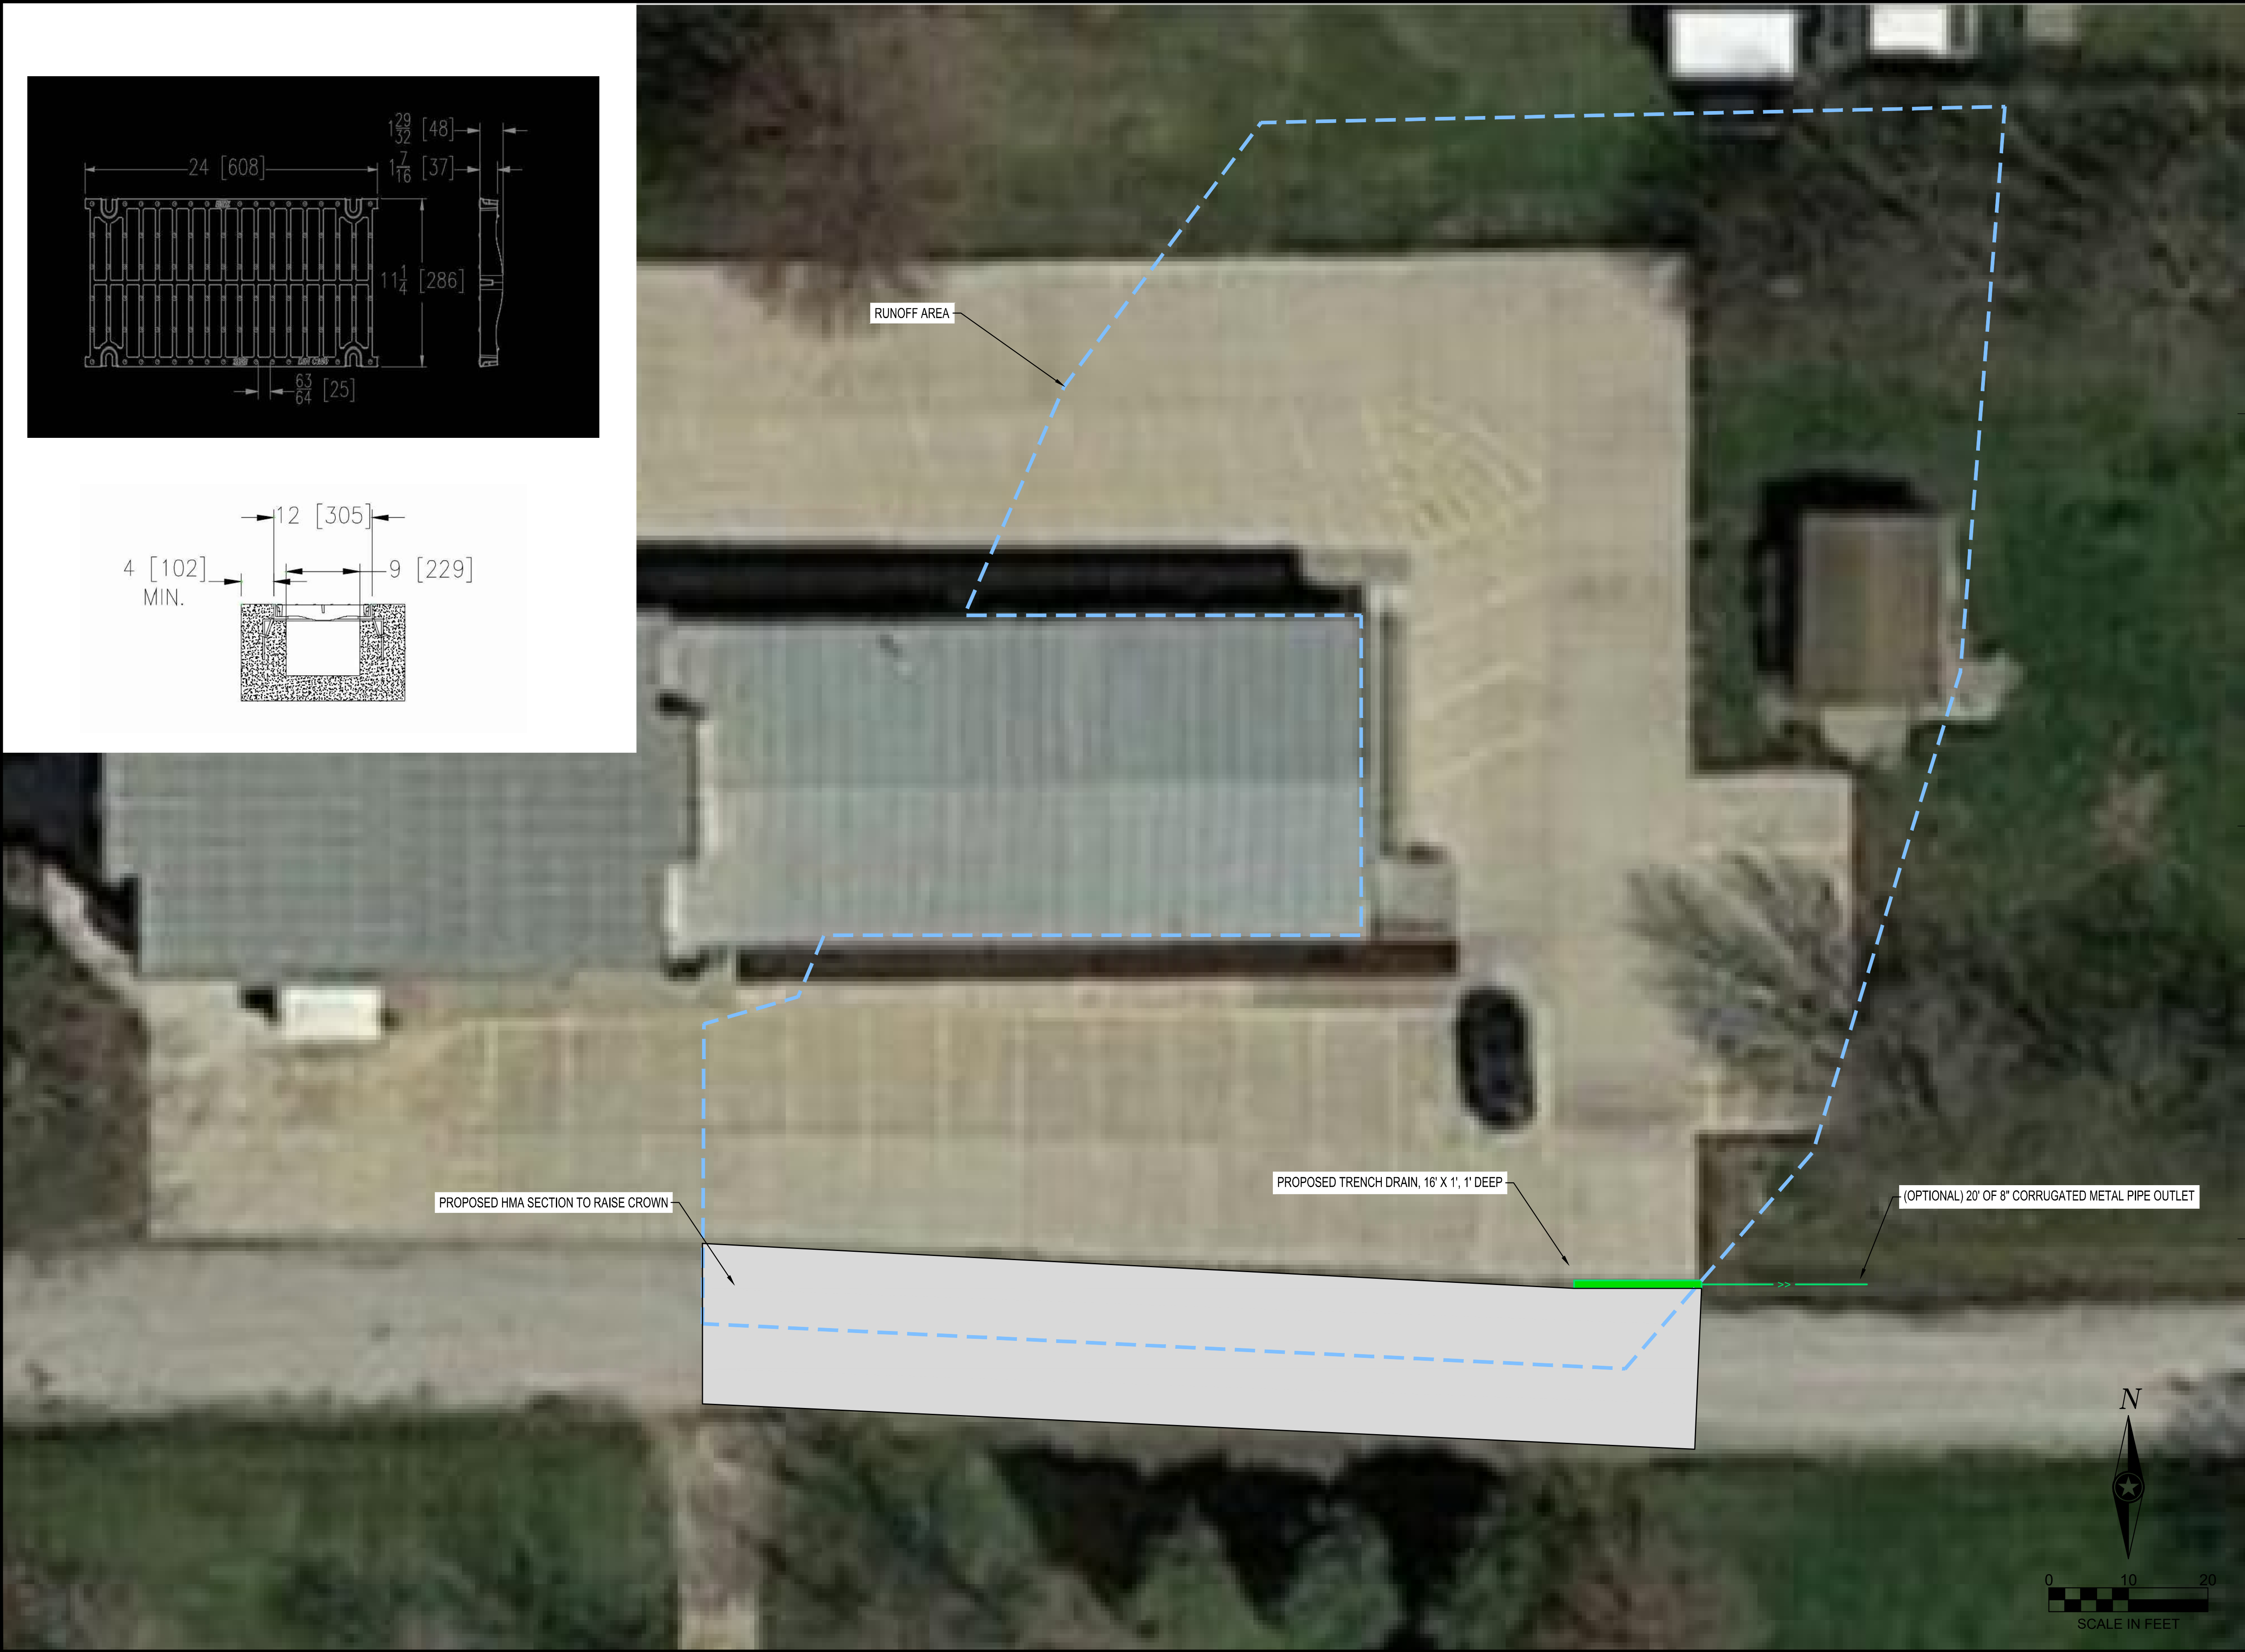 1 29/32 [48]
24 [608]
1 7/16 [37]
11 1/4 [286]
63/64 [25]
12 [305]
4 [102]
MIN.
9 [229]
RUNOFF AREA
PROPOSED HMA SECTION TO RAISE CROWN
PROPOSED TRENCH DRAIN, 16' X 1', 1' DEEP
(OPTIONAL) 20' OF 8" CORRUGATED METAL PIPE OUTLET
>>
N
0 10 20
SCALE IN FEET